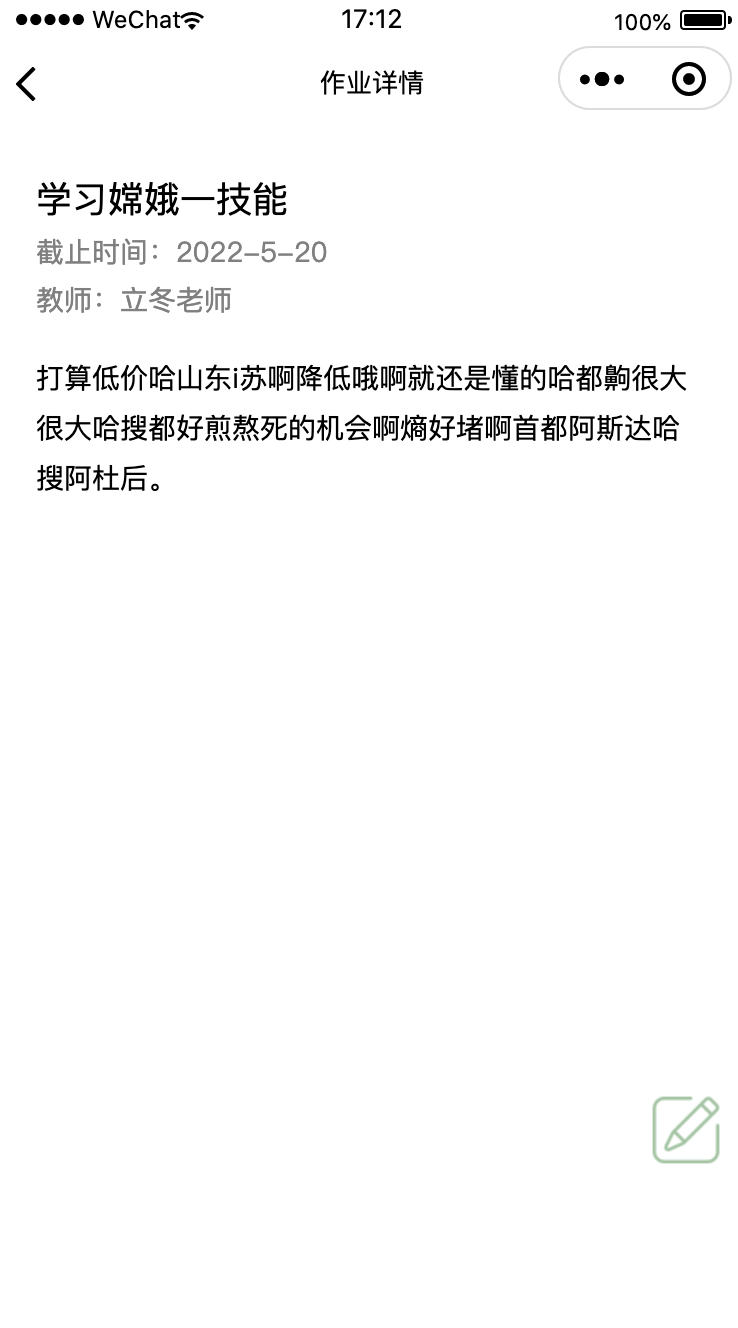 WeChat 17:12 100%
作业详情
学习嫦娥一技能
截止时间：2022-5-20
教师：立冬老师
打算低价哈山东i苏啊降低哦啊就还是懂的哈都齁很大
很大哈搜都好煎熬死的机会啊熵好堵啊首都阿斯达哈
搜阿杜后。